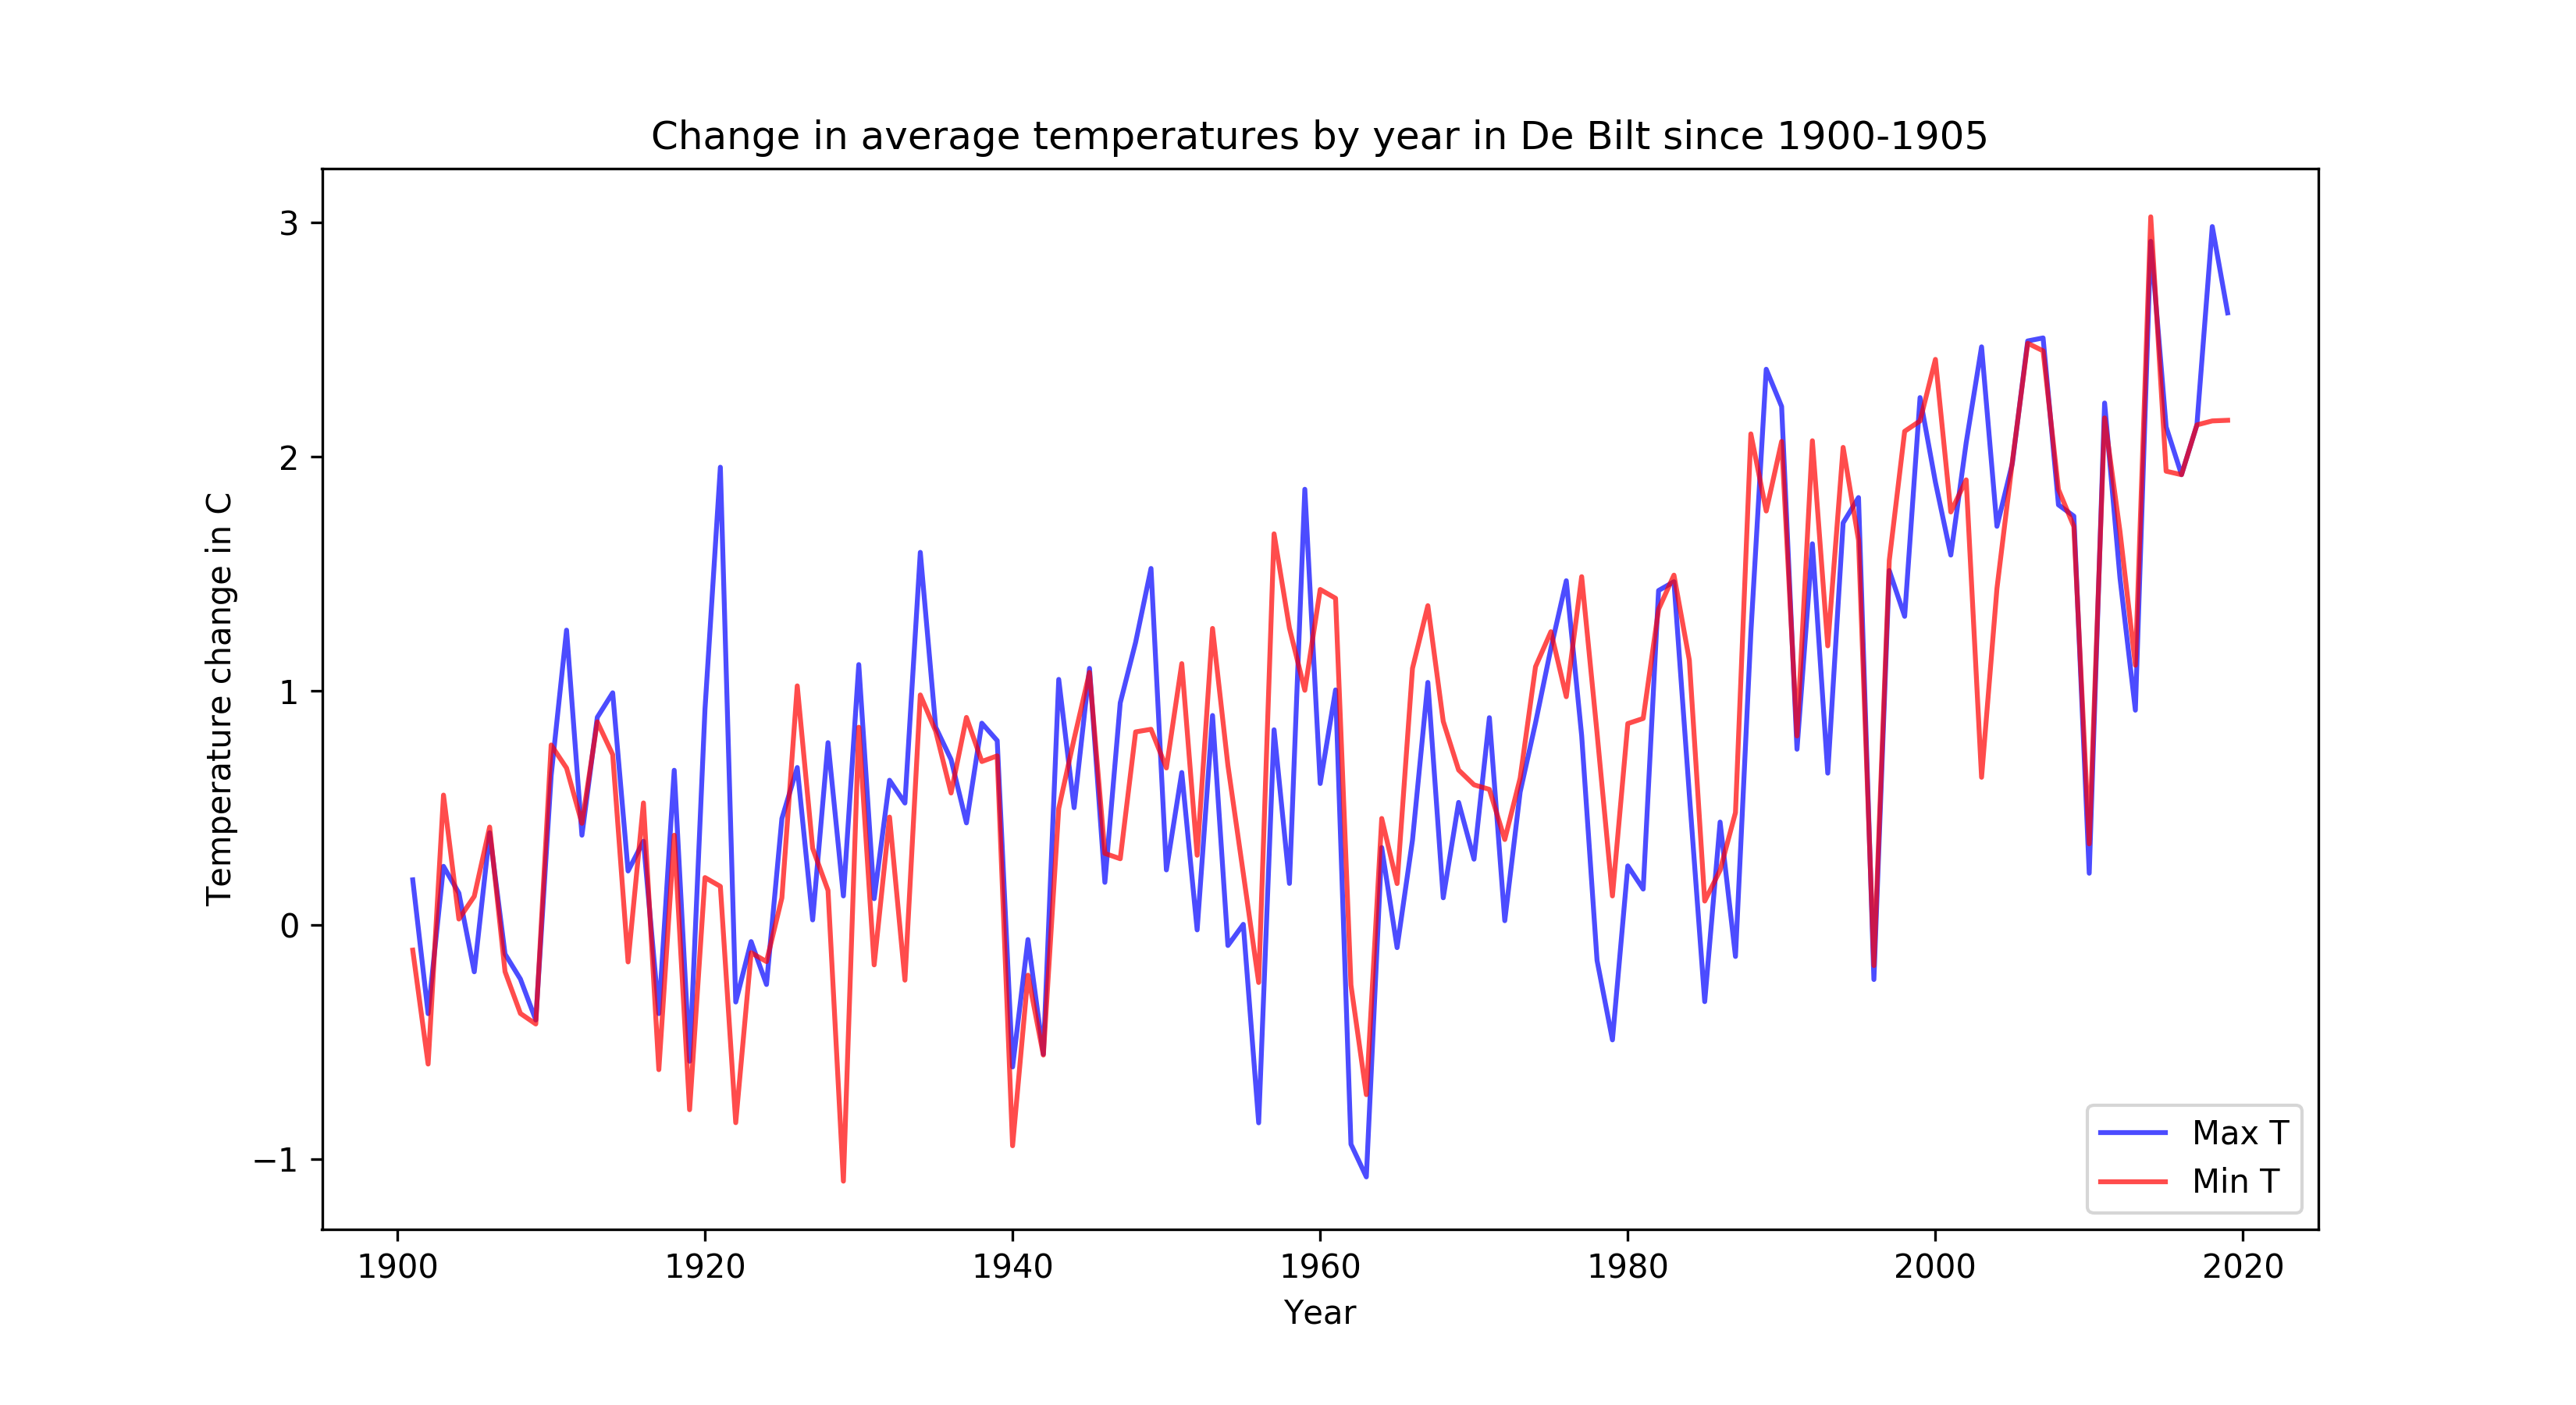 Change in average temperatures by year in De Bilt since 1900-1905
Temperature change in C
3
2
1
0
−1
1900 1920 1940 1960 1980 2000 2020
Year
Max T
Min T